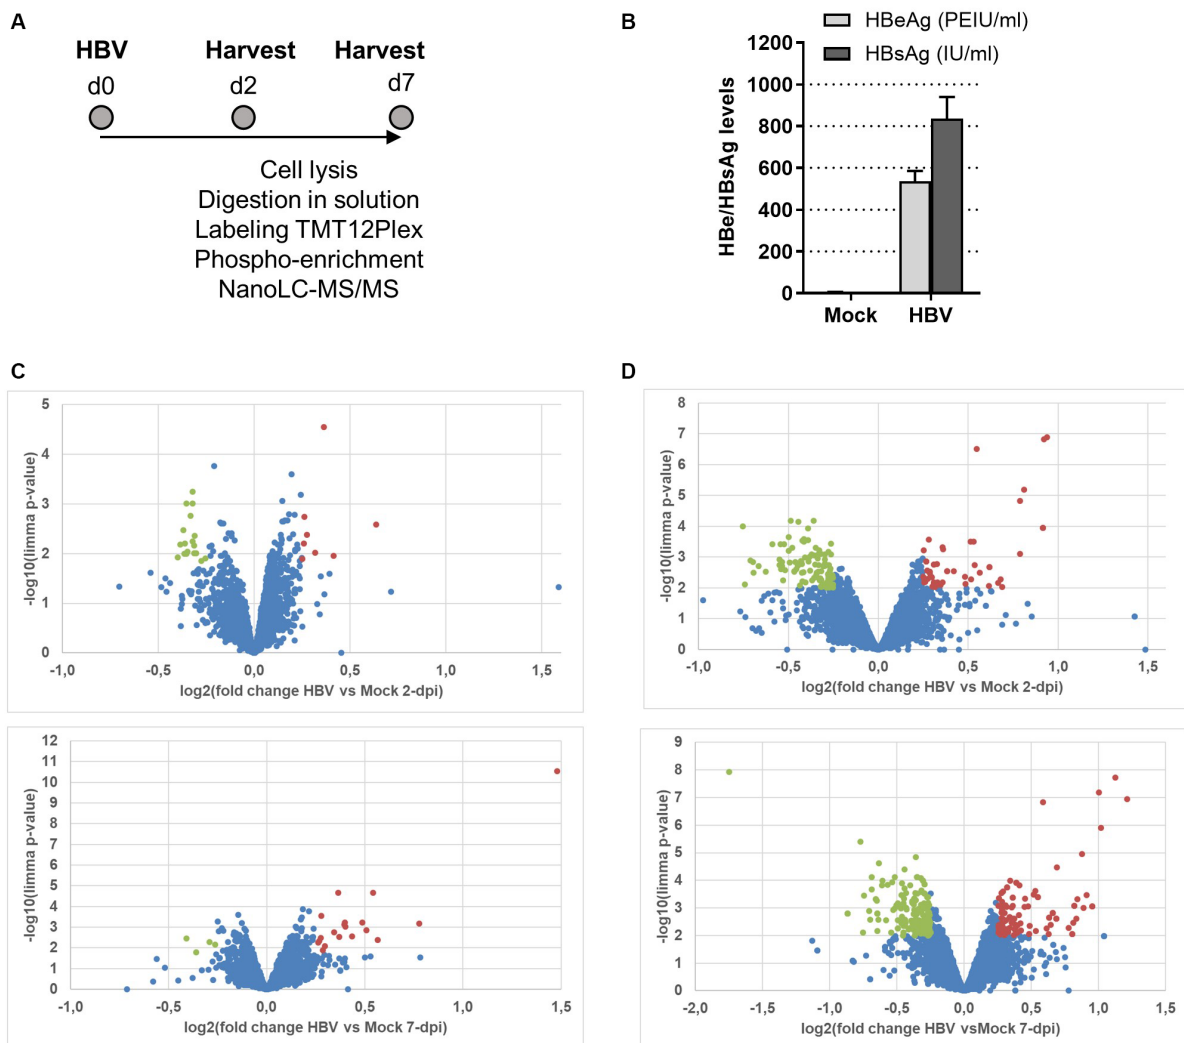 A
HBV Harvest Harvest
d0 d2 d7
Cell lysis
Digestion in solution
Labeling TMT12Plex
Phospho-enrichment
NanoLC-MS/MS
B
HBeAg (PEIU/ml)
HBsAg (IU/ml)
HBe/HBsAg levels
1200
1000
800
600
400
200
0
Mock HBV
C
-log10(limma p-value)
5
4
3
2
1
0
-1,0 -0,5 0,0 0,5 1,0 1,5
log2(fold change HBV vs Mock 2-dpi)
-log10(limma p-value)
12
11
10
9
8
7
6
5
4
3
2
1
0
-1,0 -0,5 0,0 0,5 1,0 1,5
log2(fold change HBV vs Mock 7-dpi)
D
-log10(limma p-value)
8
7
6
5
4
3
2
1
0
-1,0 -0,5 0,0 0,5 1,0 1,5
log2(fold change HBV vs Mock 2-dpi)
-log10(limma p-value)
9
8
7
6
5
4
3
2
1
0
-2,0 -1,5 -1,0 -0,5 0,0 0,5 1,0 1,5
log2(fold change HBV vsMock 7-dpi)